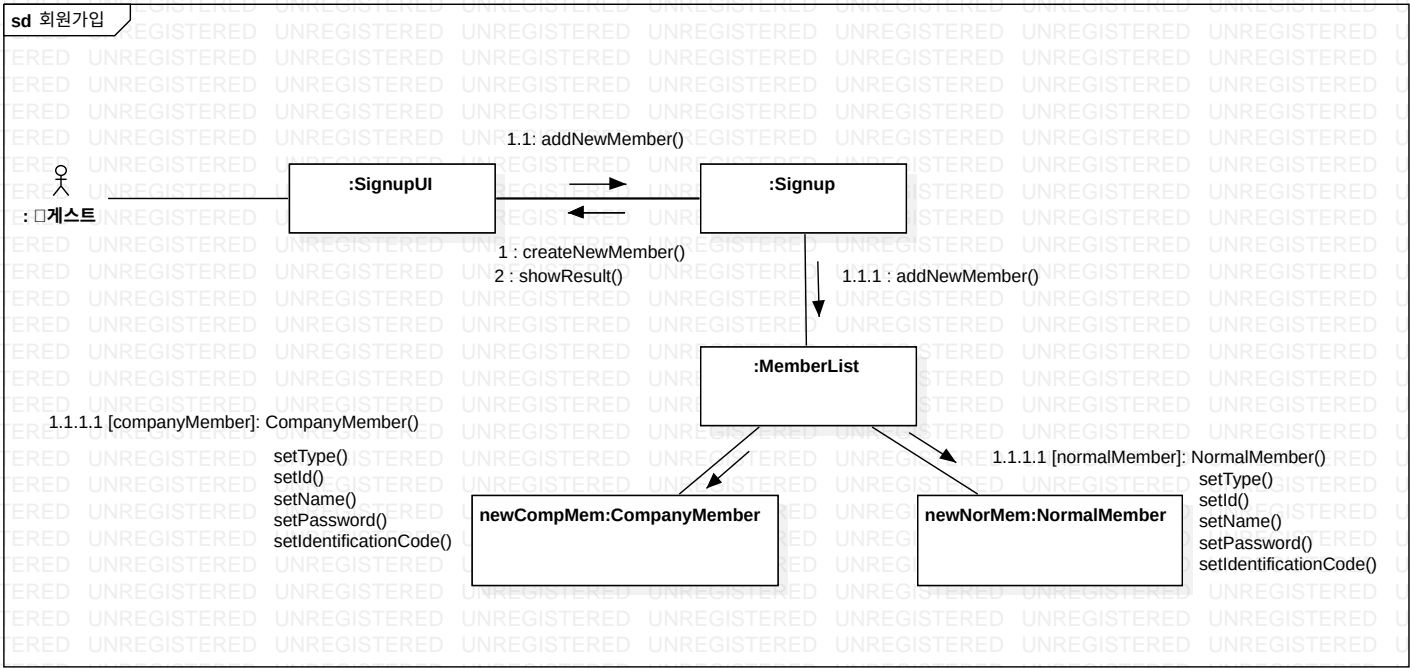 sd 회원가입
1.1: addNewMember()
:SignupUI
:Signup
: 게스트
1 : createNewMember()
2 : showResult()
1.1.1 : addNewMember()
:MemberList
1.1.1.1 [companyMember]: CompanyMember()
setType()
setId()
setName()
setPassword()
setIdentificationCode()
1.1.1.1 [normalMember]: NormalMember()
setType()
setId()
setName()
setPassword()
setIdentificationCode()
newCompMem:CompanyMember
newNorMem:NormalMember
UNREGISTERED